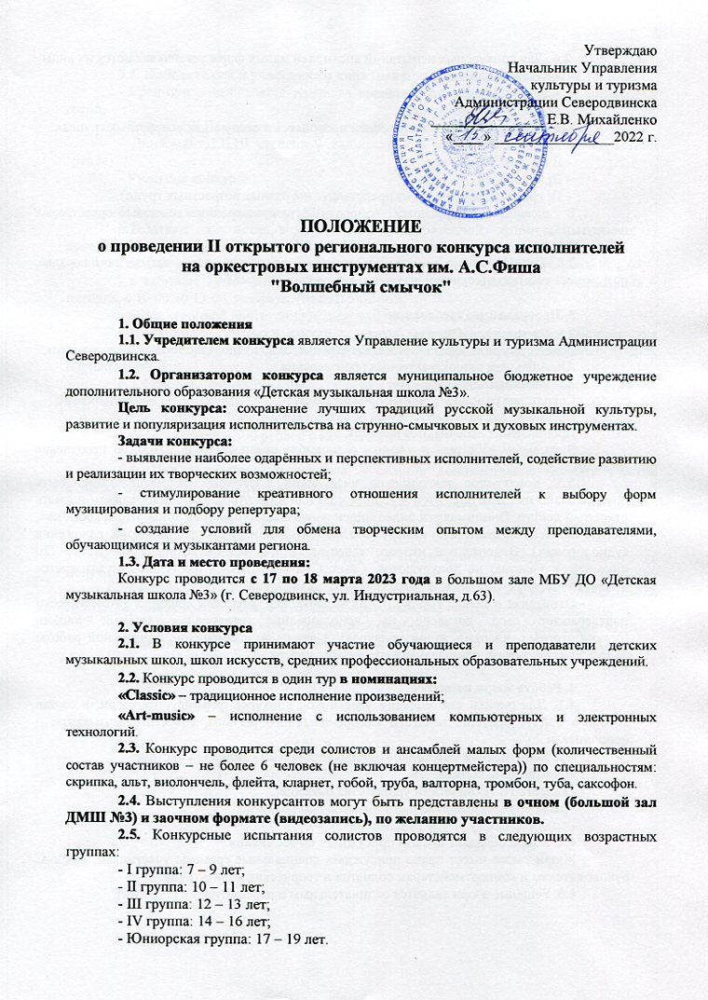 Утверждаю
Начальник Управления
культуры и туризма
Администрации Северодвинска
Е.В. Михайленко
« 15 » сентября 2022 г.
ПОЛОЖЕНИЕ
о проведении II открытого регионального конкурса исполнителей
на оркестровых инструментах им. А.С.Фиша
"Волшебный смычок"
1. Общие положения
1.1. Учредителем конкурса является Управление культуры и туризма Администрации
Северодвинска.
1.2. Организатором конкурса является муниципальное бюджетное учреждение
дополнительного образования «Детская музыкальная школа №3».
Цель конкурса: сохранение лучших традиций русской музыкальной культуры,
развитие и популяризация исполнительства на струнно-смычковых и духовых инструментах.
Задачи конкурса:
- выявление наиболее одарённых и перспективных исполнителей, содействие развитию
и реализации их творческих возможностей;
- стимулирование креативного отношения исполнителей к выбору форм
музицирования и подбору репертуара;
- создание условий для обмена творческим опытом между преподавателями,
обучающимися и музыкантами региона.
1.3. Дата и место проведения:
Конкурс проводится с 17 по 18 марта 2023 года в большом зале МБУ ДО «Детская
музыкальная школа №3» (г. Северодвинск, ул. Индустриальная, д.63).
2. Условия конкурса
2.1. В конкурсе принимают участие обучающиеся и преподаватели детских
музыкальных школ, школ искусств, средних профессиональных образовательных учреждений.
2.2. Конкурс проводится в один тур в номинациях:
«Classic» – традиционное исполнение произведений;
«Art-music» – исполнение с использованием компьютерных и электронных
технологий.
2.3. Конкурс проводится среди солистов и ансамблей малых форм (количественный
состав участников – не более 6 человек (не включая концертмейстера)) по специальностям:
скрипка, альт, виолончель, флейта, кларнет, гобой, труба, валторна, тромбон, туба, саксофон.
2.4. Выступления конкурсантов могут быть представлены в очном (большой зал
ДМШ №3) и заочном формате (видеозапись), по желанию участников.
2.5. Конкурсные испытания солистов проводятся в следующих возрастных
группах:
- I группа: 7 – 9 лет;
- II группа: 10 – 11 лет;
- III группа: 12 – 13 лет;
- IV группа: 14 – 16 лет;
- Юниорская группа: 17 – 19 лет.